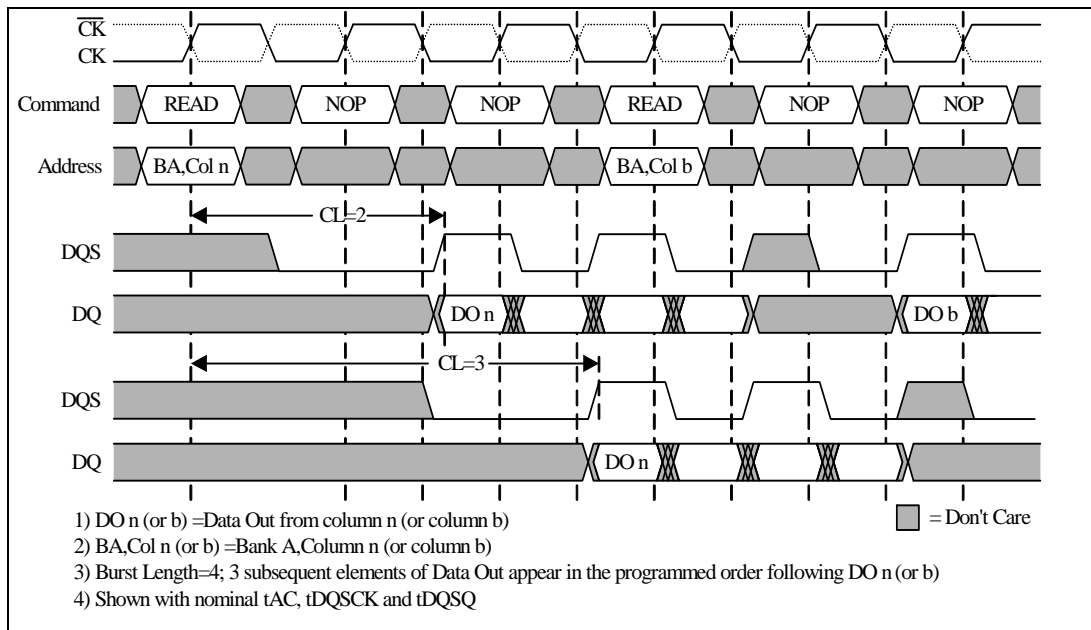 CK
CK
Command READ NOP NOP READ NOP NOP
Address BA,Col n BA,Col b
CL=2
DQS
DQ DO n DO b
CL=3
DQS
DQ DO n
1) DO n (or b) =Data Out from column n (or column b)
= Don't Care
2) BA,Col n (or b) =Bank A,Column n (or column b)
3) Burst Length=4; 3 subsequent elements of Data Out appear in the programmed order following DO n (or b)
4) Shown with nominal tAC, tDQSCK and tDQSQ